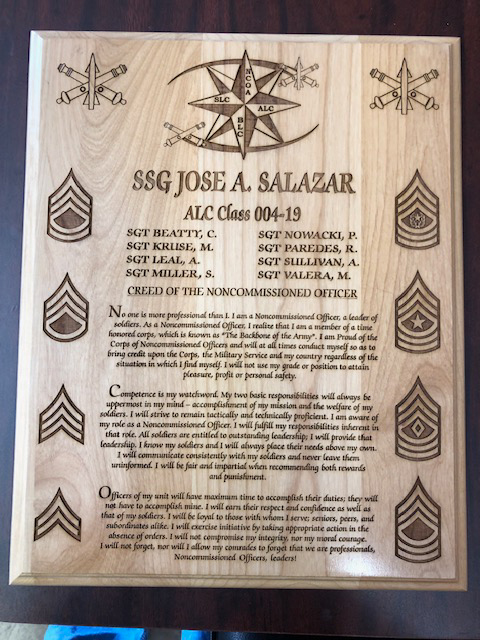 NCOA
SLC
ALC
BLC
SSG JOSE A. SALAZAR
ALC Class 004-19
SGT BEATTY, C. SGT NOWACKI, P.
SGT KRUSE, M. SGT PAREDES, R.
SGT LEAL, A. SGT SULLIVAN, A.
SGT MILLER, S. SGT VALERA, M.
CREED OF THE NONCOMMISSIONED OFFICER
No one is more professional than I. I am a Noncommissioned Officer, a leader of
soldiers. As a Noncommissioned Officer, I realize that I am a member of a time
honored corps, which is known as "The Backbone of the Army". I am Proud of the
Corps of Noncommissioned Officers and will at all times conduct myself so as to
bring credit upon the Corps, the Military Service and my country regardless of the
situation in which I find myself. I will not use my grade or position to attain
pleasure, profit or personal safety.
Competence is my watchword. My two basic responsibilities will always be
uppermost in my mind – accomplishment of my mission and the welfare of my
soldiers. I will strive to remain tactically and technically proficient. I am aware of
my role as a Noncommissioned Officer. I will fulfill my responsibilities inherent in
that role. All soldiers are entitled to outstanding leadership; I will provide that
leadership. I know my soldiers and I will always place their needs above my own.
I will communicate consistently with my soldiers and never leave them
uninformed. I will be fair and impartial when recommending both rewards
and punishment.
Officers of my unit will have maximum time to accomplish their duties; they will
not have to accomplish mine. I will earn their respect and confidence as well as
that of my soldiers. I will be loyal to those with whom I serve; seniors, peers, and
subordinates alike. I will exercise initiative by taking appropriate action in the
absence of orders. I will not compromise my integrity, nor my moral courage.
I will not forget, nor will I allow my comrades to forget that we are professionals,
Noncommissioned Officers, leaders!